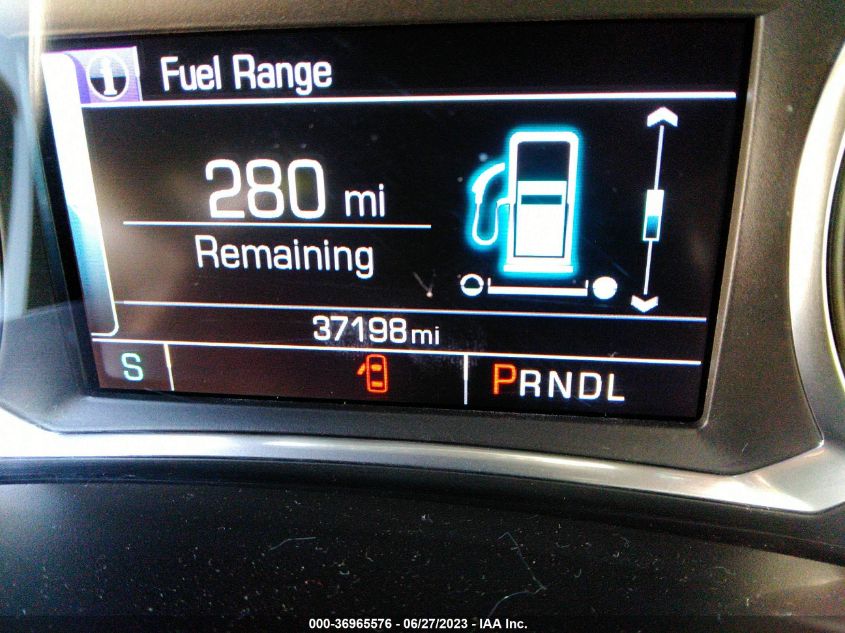 i Fuel Range
280 mi
Remaining
37198mi
S PRNDL
000-36965576 - 06/27/2023 - IAA Inc.